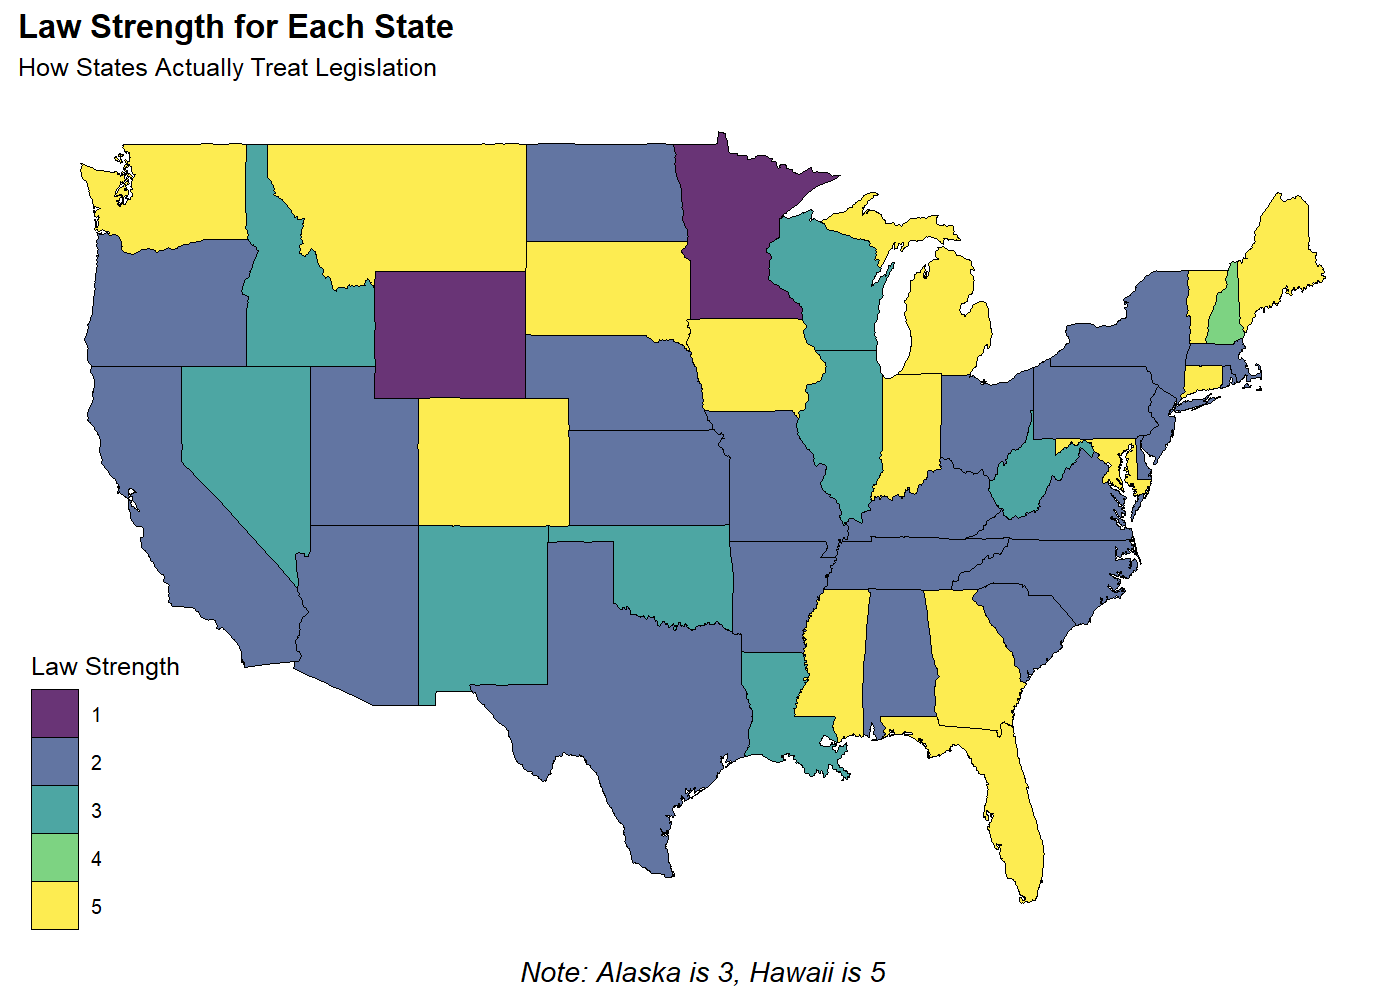 Law Strength for Each State
How States Actually Treat Legislation
Law Strength
1
2
3
4
5
Note: Alaska is 3, Hawaii is 5